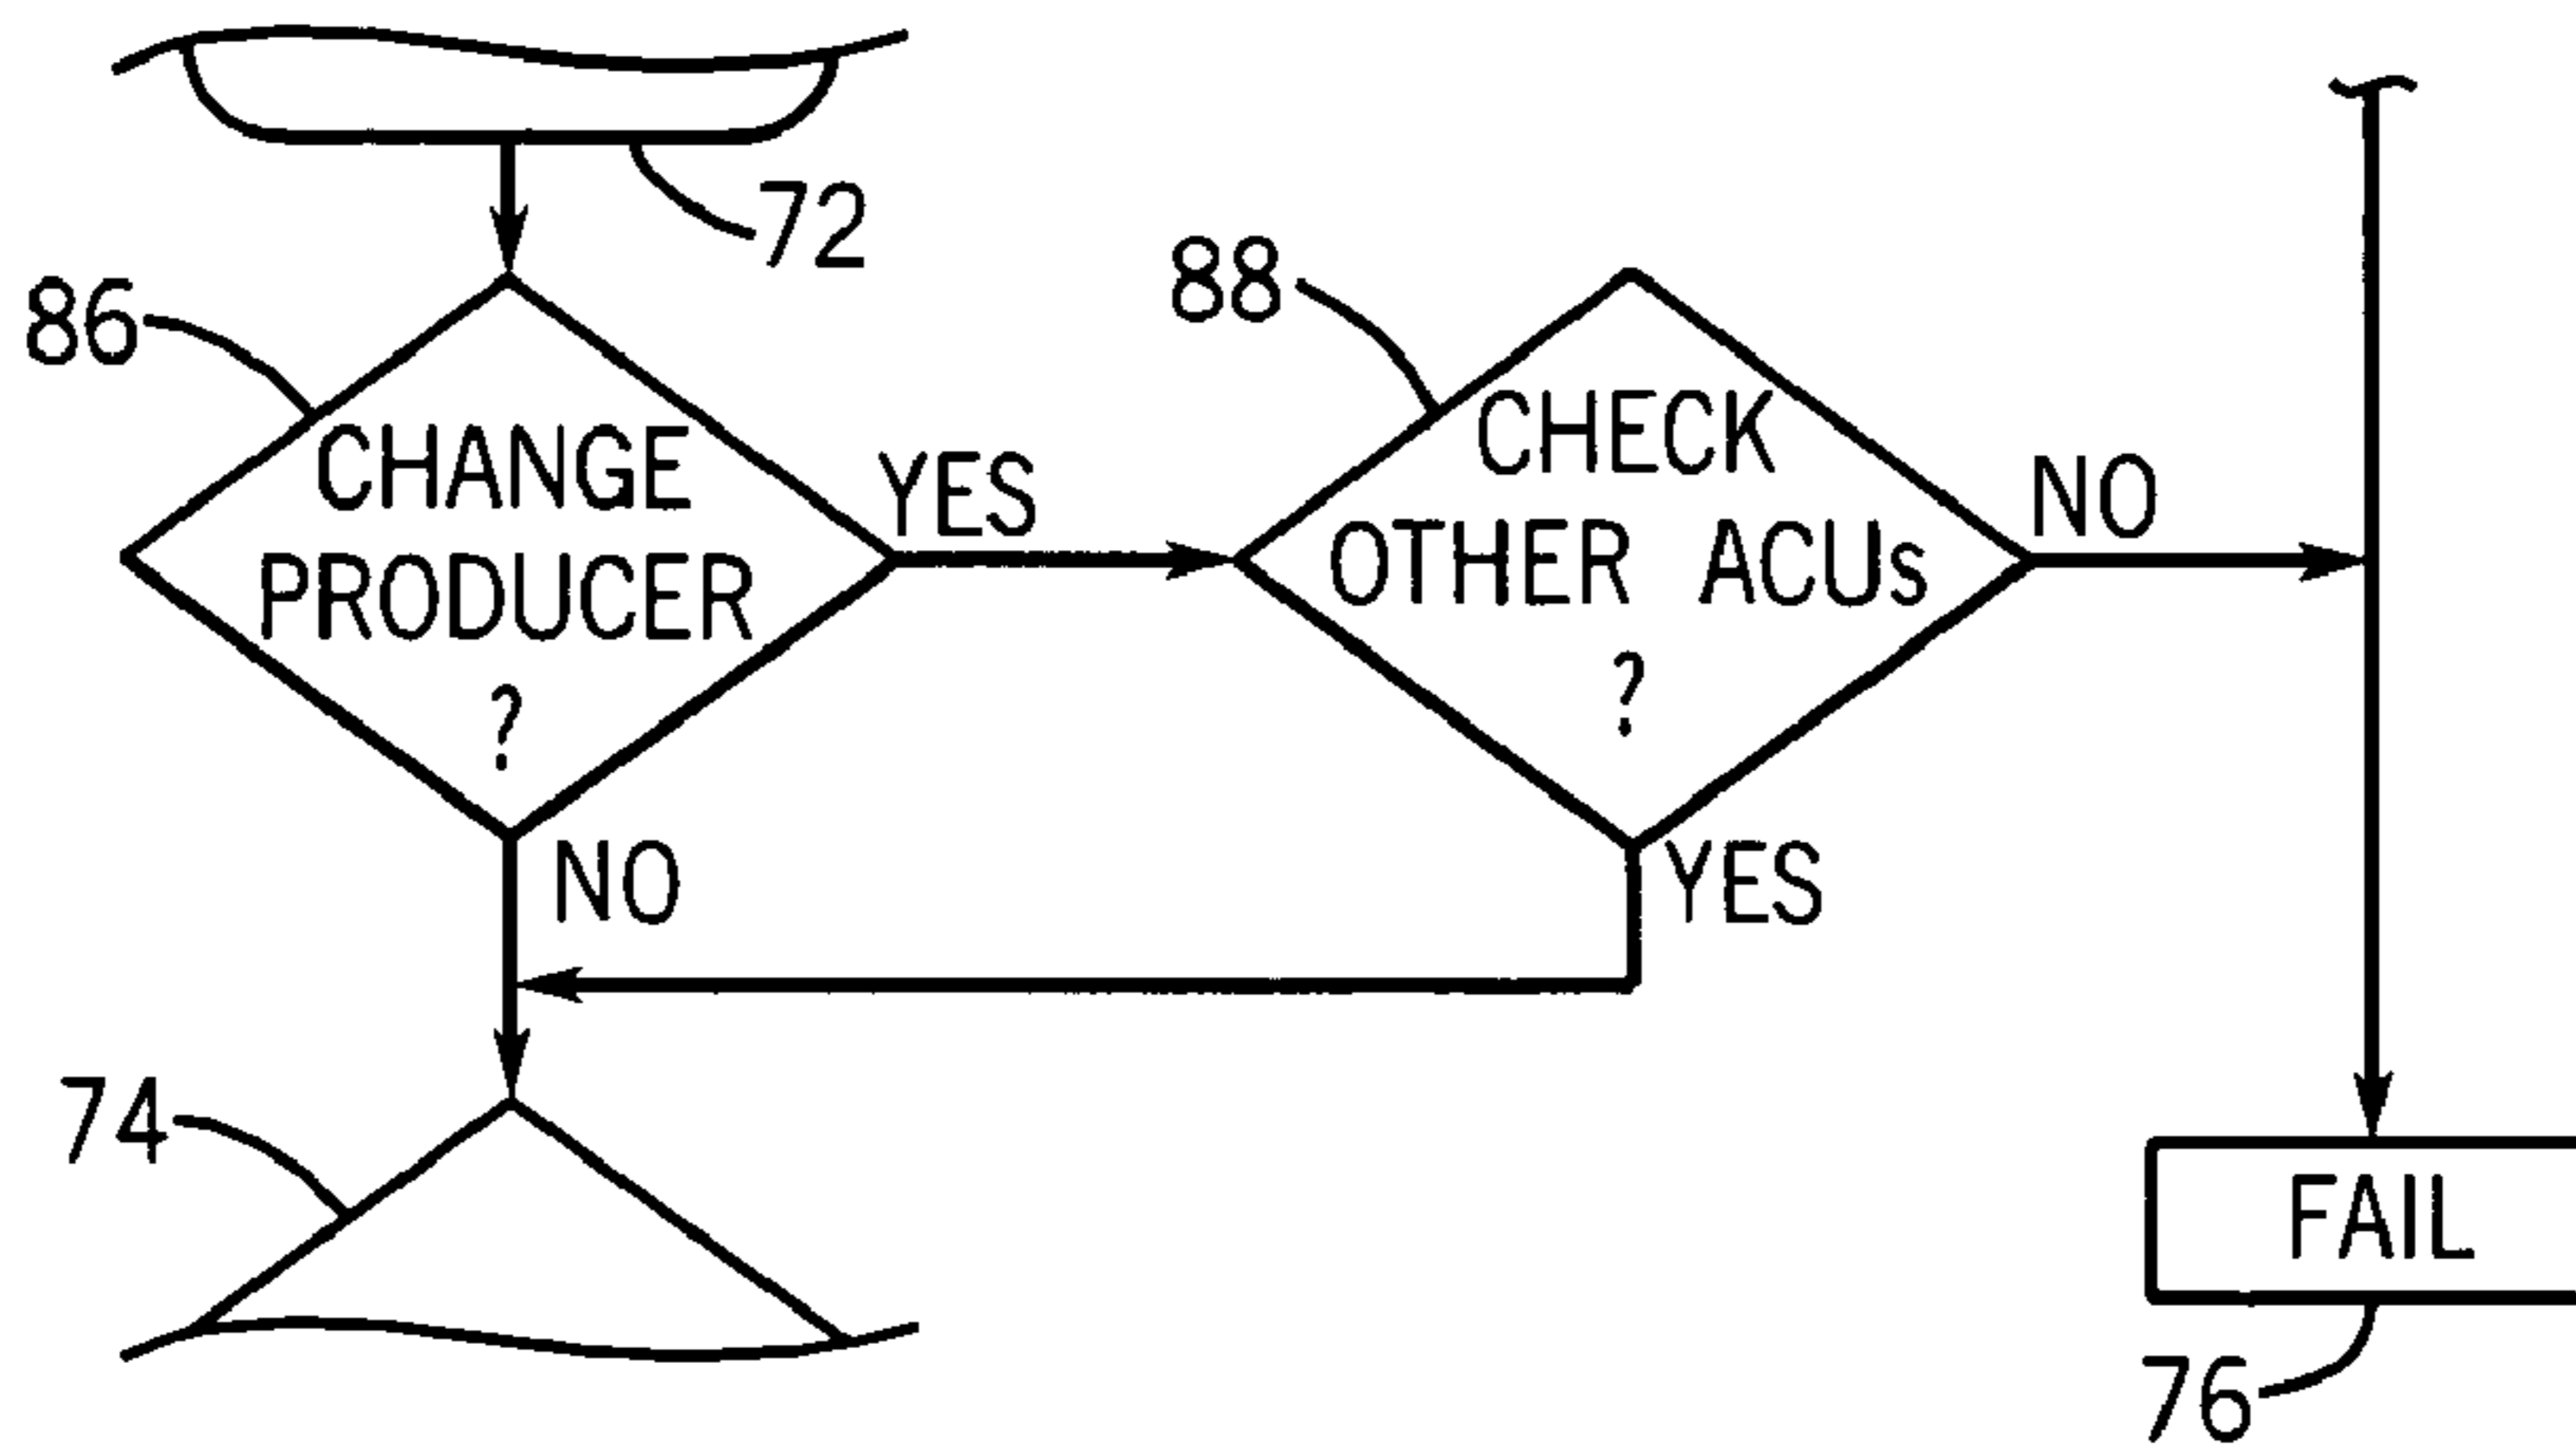 72
86
CHANGE
PRODUCER
?
YES
NO
88
CHECK
OTHER ACUs
?
NO
YES
74
FAIL
76